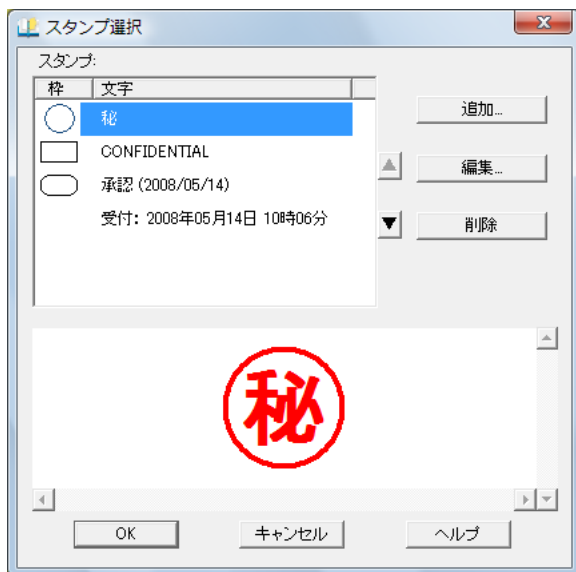 スタンプ選択
スタンプ:
枠 文字
秘
CONFIDENTIAL
承認 (2008/05/14)
受付: 2008年05月14日 10時06分
追加...
編集...
削除
秘
OK キャンセル ヘルプ